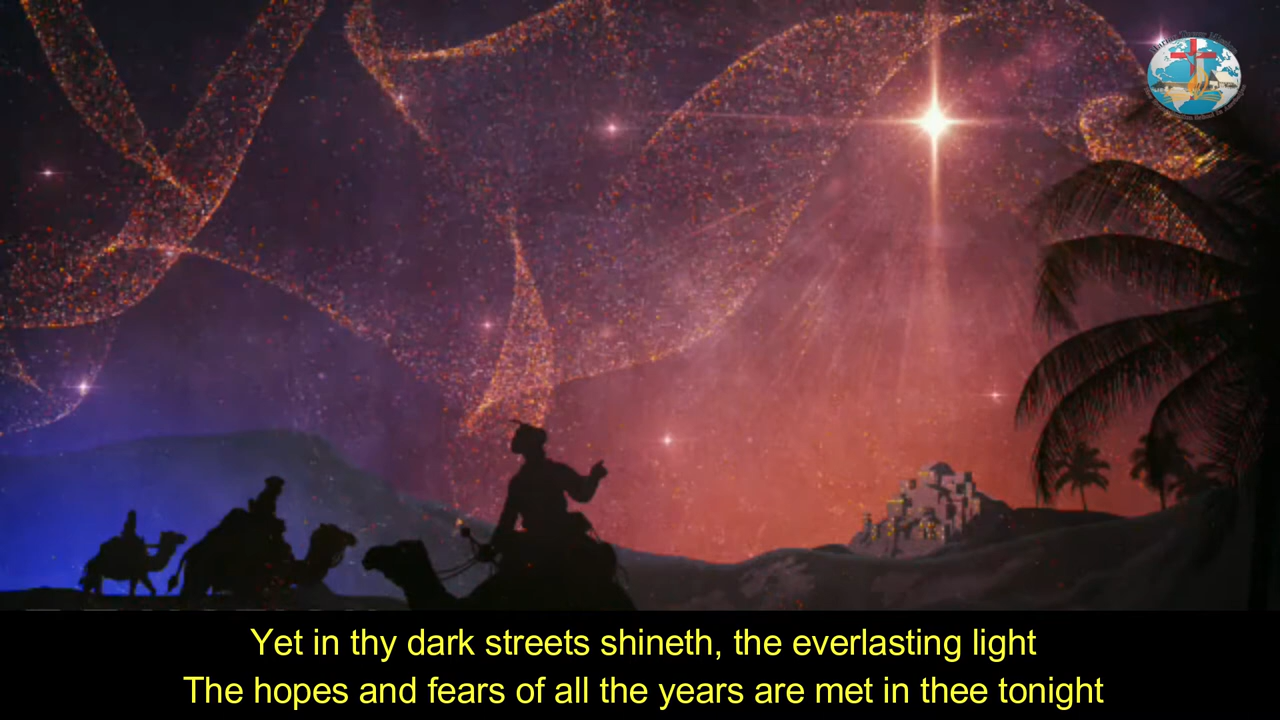 Yet in thy dark streets shineth, the everlasting light
The hopes and fears of all the years are met in thee tonight